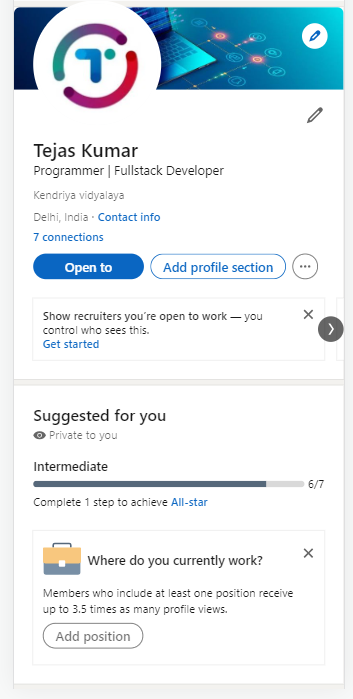 Tejas Kumar
Programmer | Fullstack Developer
Kendriya vidyalaya
Delhi, India · Contact info
7 connections
Open to
Add profile section
Show recruiters you're open to work — you
control who sees this.
Get started
Suggested for you
Private to you
Intermediate
6/7
Complete 1 step to achieve All-star
Where do you currently work?
Members who include at least one position receive
up to 3.5 times as many profile views.
Add position